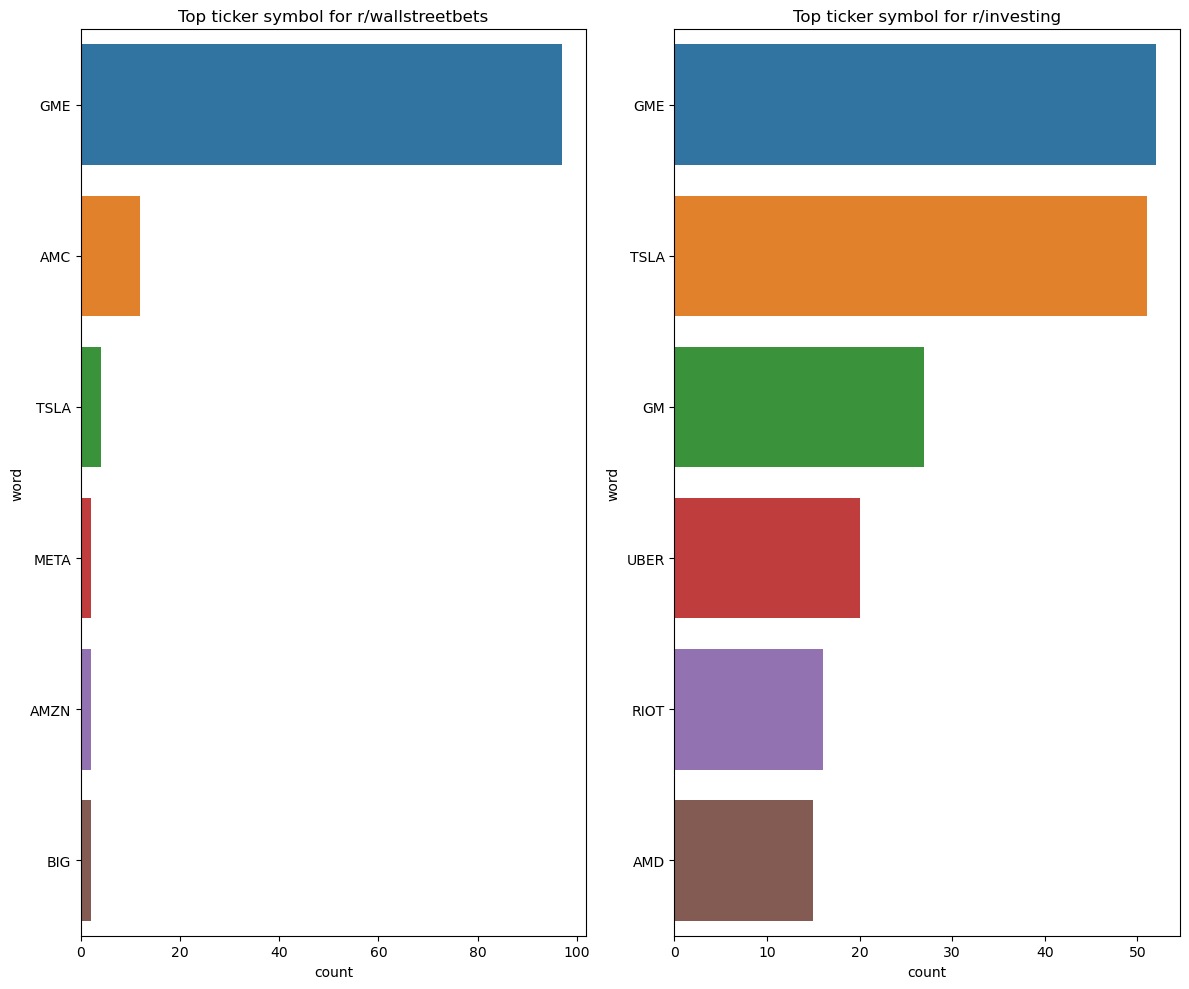 Top ticker symbol for r/wallstreetbets
word
GME
AMC
TSLA
META
AMZN
BIG
0 20 40 60 80 100
count
Top ticker symbol for r/investing
word
GME
TSLA
GM
UBER
RIOT
AMD
0 10 20 30 40 50
count